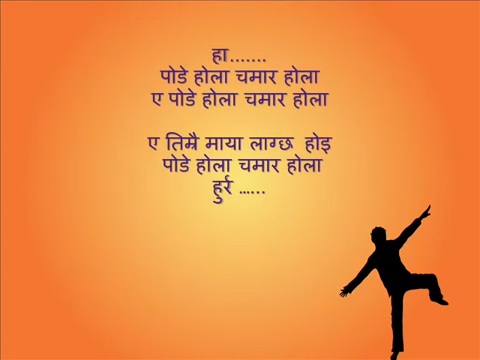 हा.......
पोडे होला चमार होला
ए पोडे होला चमार होला
ए तिम्रै माया लाग्छ होइ
पोडे होला चमार होला
हुर्र ......